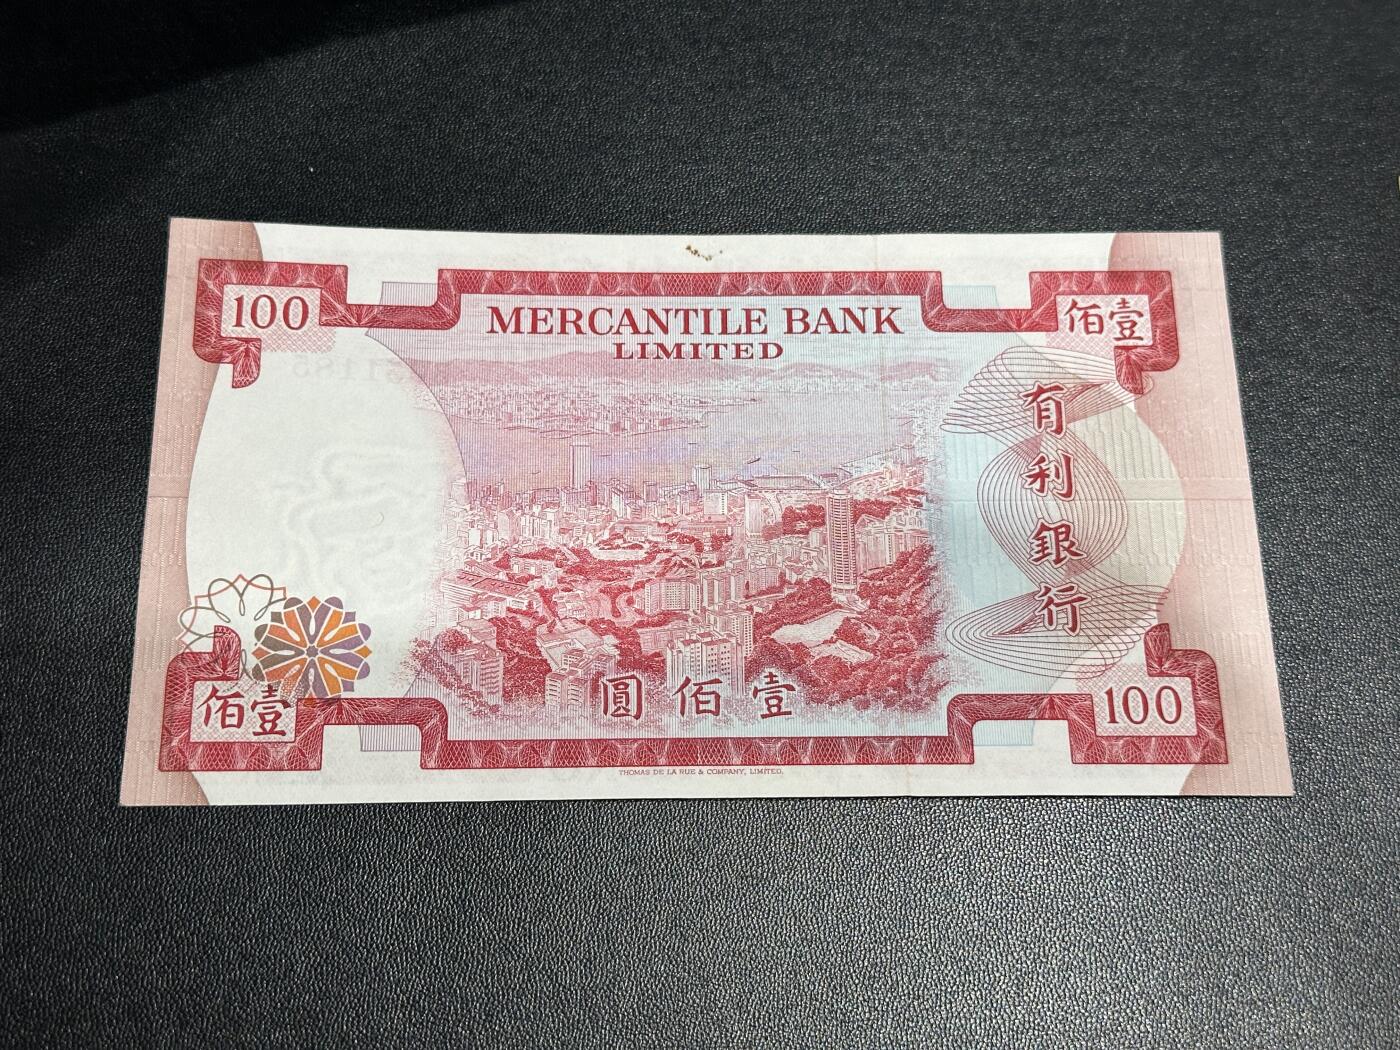 100
MERCANTILE BANK
LIMITED
佰壹
有利銀行
佰壹
圓佰壹
100
THOMAS DE LA RUE & COMPANY, LIMITED.